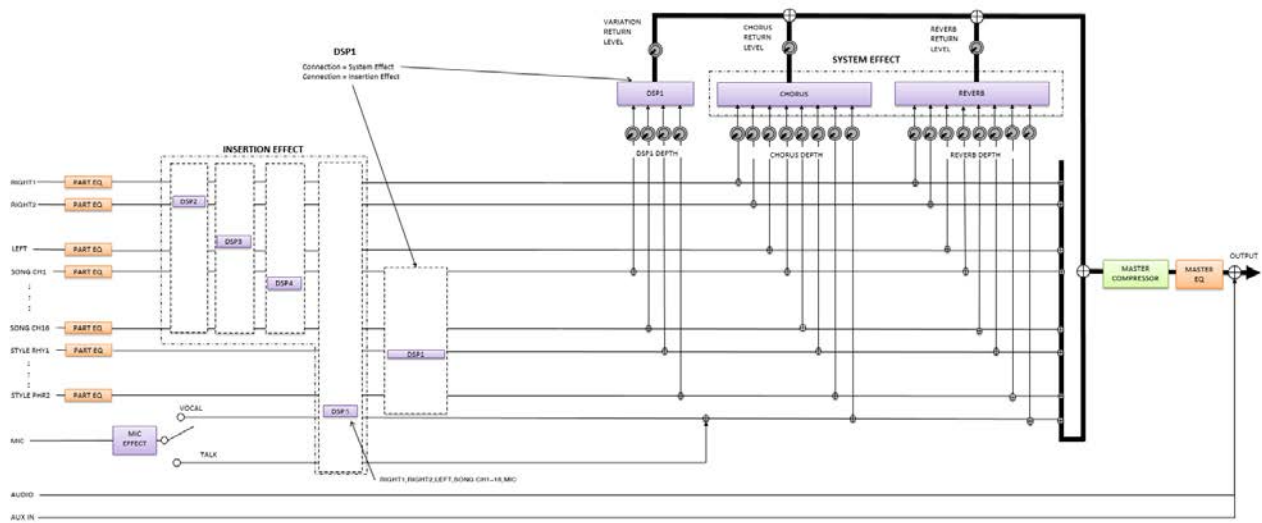 VARIATION
RETURN
LEVEL
CHORUS
RETURN
LEVEL
REVERB
RETURN
LEVEL
SYSTEM EFFECT
DSP1
Connection = System Effect
Connection = Insertion Effect
DSP1
CHORUS
REVERB
DSP1 DEPTH
CHORUS DEPTH
REVERB DEPTH
INSERTION EFFECT
RIGHT1
PART EQ
DSP2
RIGHT2
PART EQ
DSP3
LEFT
PART EQ
SONG CH1
PART EQ
DSP4
SONG CH16
PART EQ
STYLE RHY1
PART EQ
DSP1
STYLE PHR2
PART EQ
DSP5
VOCAL
MIC
MIC
EFFECT
TALK
RIGHT1,RIGHT2,LEFT,SONG CH1~16,MIC
AUDIO
AUX IN
MASTER
COMPRESSOR
MASTER
EQ
OUTPUT